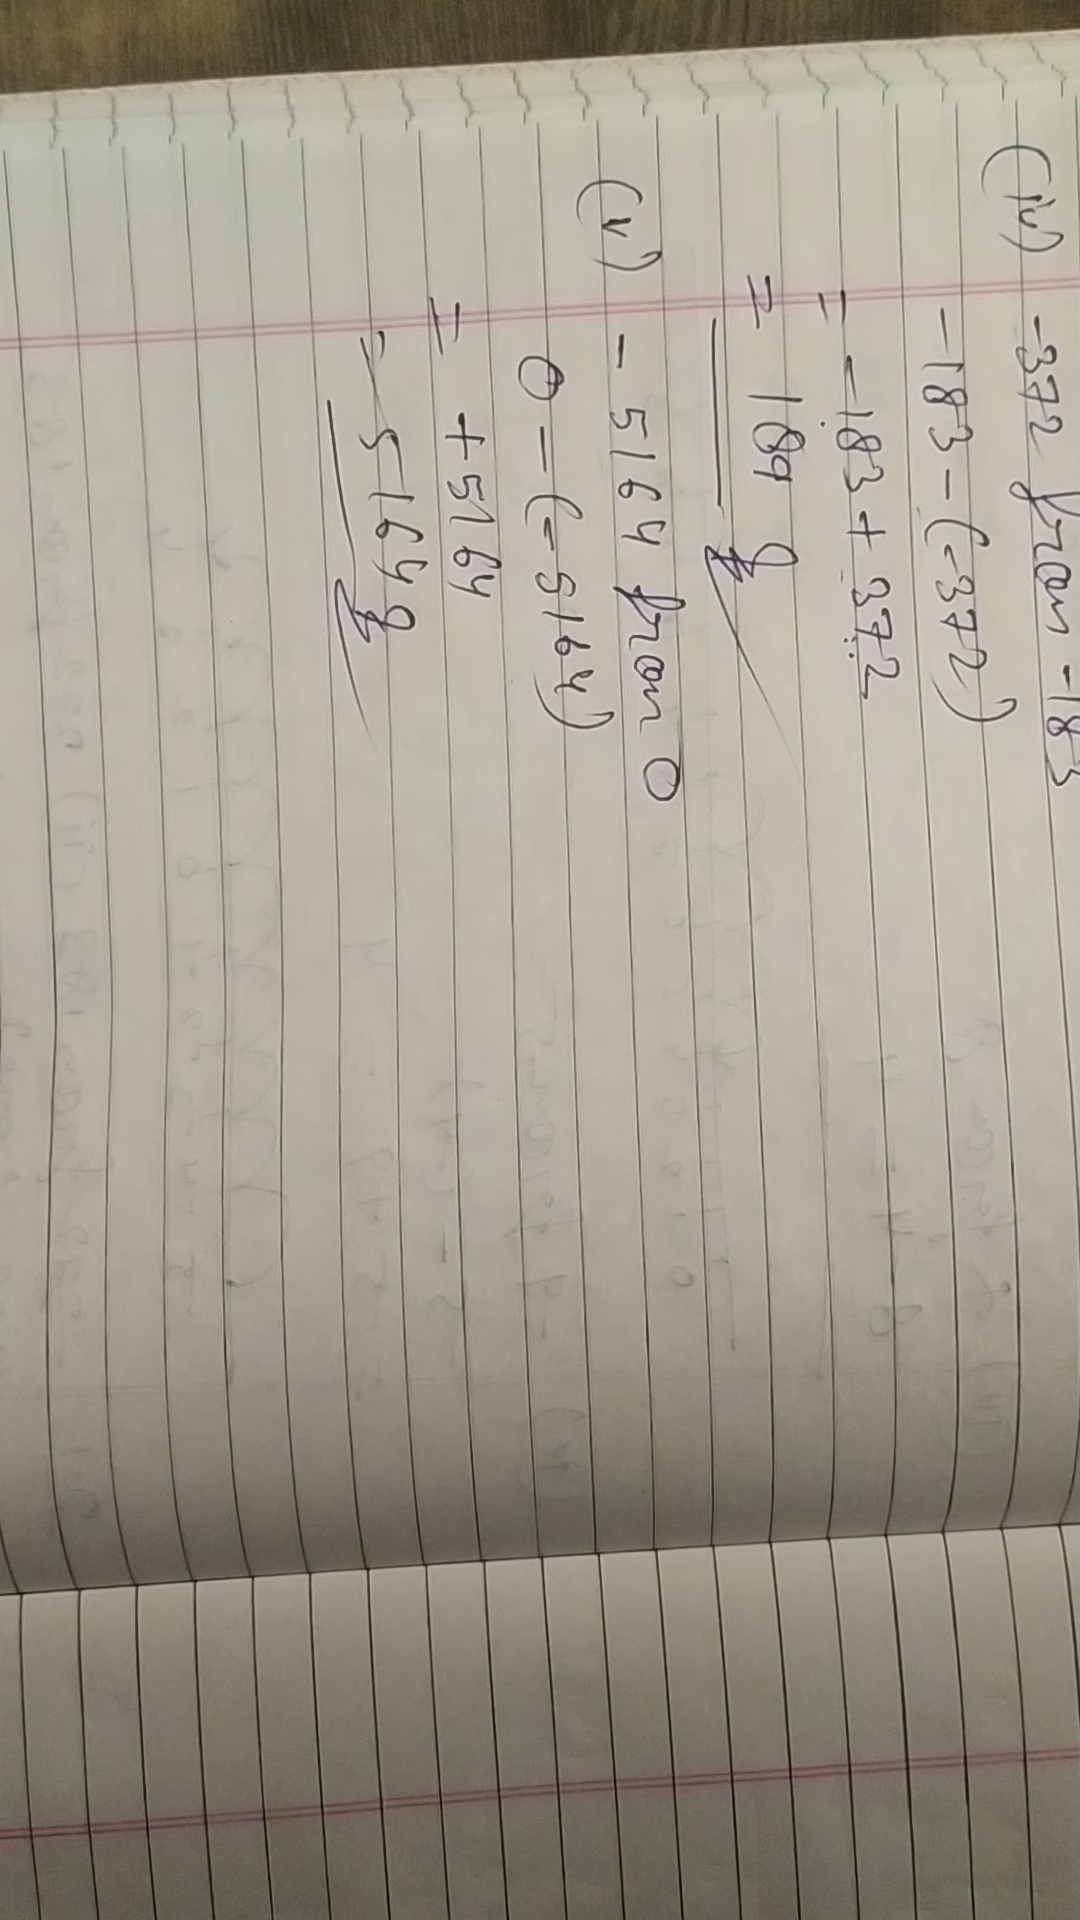 (iv) -372 from -183
-183 - (-372)
= -183 + 372
= 189
(v) - 5164 from 0
0 - (-5164)
= +5164
= 5164